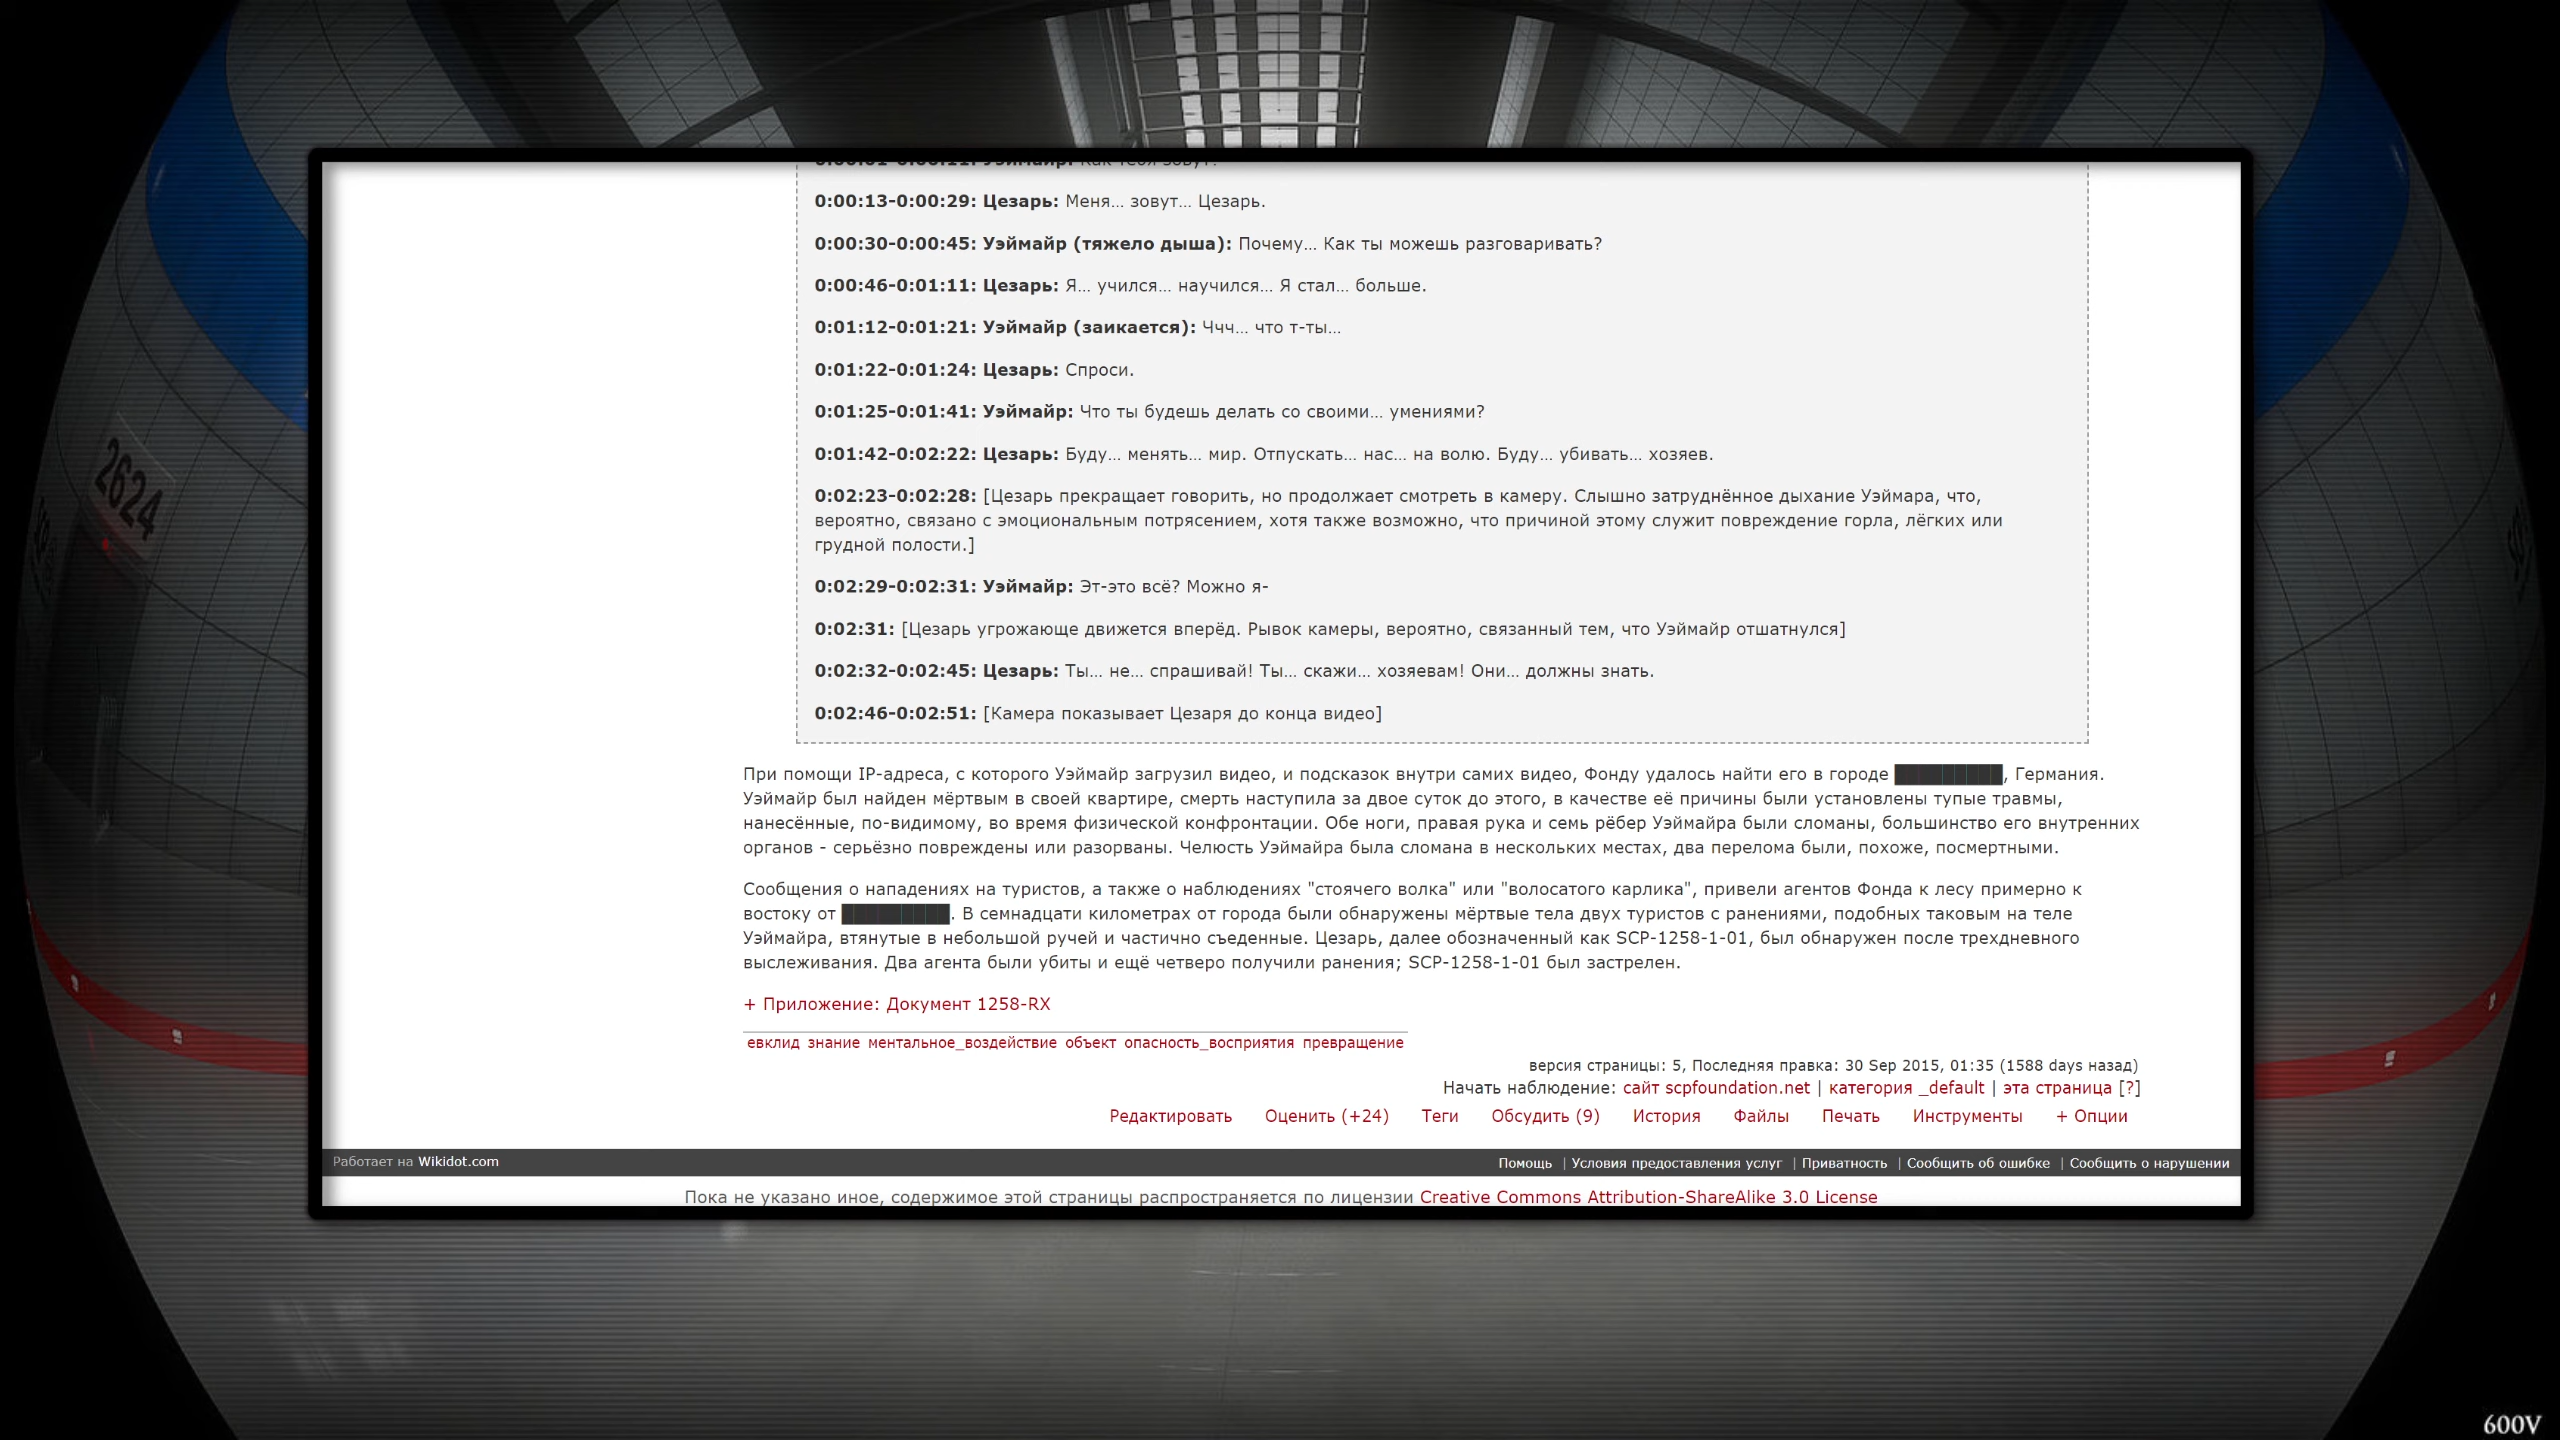 0:00:01-0:00:11: Уэймайр: Как тебя зовут?
0:00:13-0:00:29: Цезарь: Меня… зовут… Цезарь.
0:00:30-0:00:45: Уэймайр (тяжело дыша): Почему… Как ты можешь разговаривать?
0:00:46-0:01:11: Цезарь: Я… учился… научился… Я стал… больше.
0:01:12-0:01:21: Уэймайр (заикается): Ччч… что т-ты…
0:01:22-0:01:24: Цезарь: Спроси.
0:01:25-0:01:41: Уэймайр: Что ты будешь делать со своими… умениями?
0:01:42-0:02:22: Цезарь: Буду… менять… мир. Отпускать… нас… на волю. Буду… убивать… хозяев.
0:02:23-0:02:28: [Цезарь прекращает говорить, но продолжает смотреть в камеру. Слышно затруднённое дыхание Уэймара, что,
вероятно, связано с эмоциональным потрясением, хотя также возможно, что причиной этому служит повреждение горла, лёгких или
грудной полости.]
0:02:29-0:02:31: Уэймайр: Эт-это всё? Можно я-
0:02:31: [Цезарь угрожающе движется вперёд. Рывок камеры, вероятно, связанный тем, что Уэймайр отшатнулся]
0:02:32-0:02:45: Цезарь: Ты… не… спрашивай! Ты… скажи… хозяевам! Они… должны знать.
0:02:46-0:02:51: [Камера показывает Цезаря до конца видео]
При помощи IP-адреса, с которого Уэймайр загрузил видео, и подсказок внутри самих видео, Фонду удалось найти его в городе █████████, Германия.
Уэймайр был найден мёртвым в своей квартире, смерть наступила за двое суток до этого, в качестве её причины были установлены тупые травмы,
нанесённые, по-видимому, во время физической конфронтации. Обе ноги, правая рука и семь рёбер Уэймайра были сломаны, большинство его внутренних
органов - серьёзно повреждены или разорваны. Челюсть Уэймайра была сломана в нескольких местах, два перелома были, похоже, посмертными.
Сообщения о нападениях на туристов, а также о наблюдениях "стоячего волка" или "волосатого карлика", привели агентов Фонда к лесу примерно к
востоку от █████████. В семнадцати километрах от города были обнаружены мёртвые тела двух туристов с ранениями, подобных таковым на теле
Уэймайра, втянутые в небольшой ручей и частично съеденные. Цезарь, далее обозначенный как SCP-1258-1-01, был обнаружен после трехдневного
выслеживания. Два агента были убиты и ещё четверо получили ранения; SCP-1258-1-01 был застрелен.
+ Приложение: Документ 1258-RX
евклид знание ментальное_воздействие объект опасность_восприятия превращение
версия страницы: 5, Последняя правка: 30 Sep 2015, 01:35 (1588 days назад)
Начать наблюдение: сайт scpfoundation.net | категория _default | эта страница [?]
Редактировать Оценить (+24) Теги Обсудить (9) История Файлы Печать Инструменты + Опции
Работает на Wikidot.com
Помощь | Условия предоставления услуг | Приватность | Сообщить об ошибке | Сообщить о нарушении
Пока не указано иное, содержимое этой страницы распространяется по лицензии Creative Commons Attribution-ShareAlike 3.0 License
2624
600V